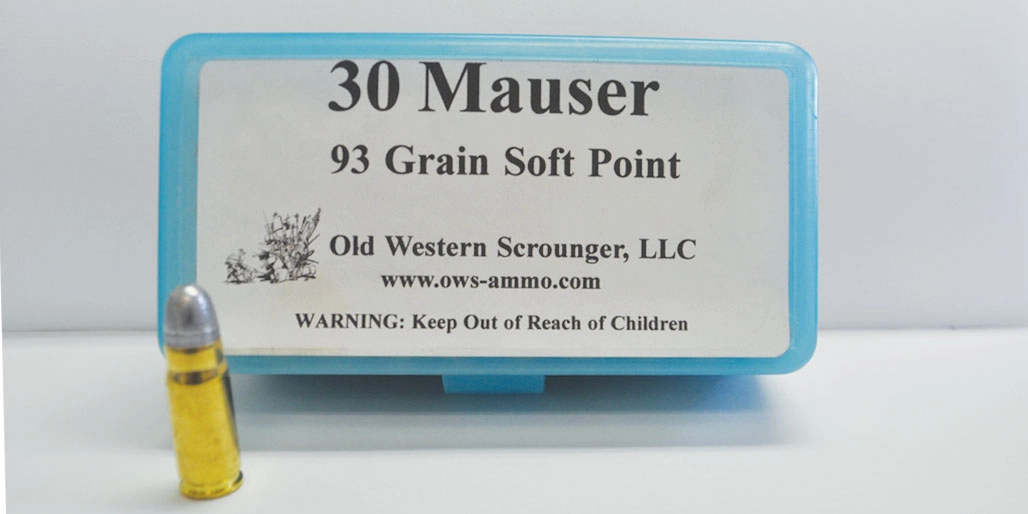 30 Mauser
93 Grain Soft Point
Old Western Scrounger, LLC
www.ows-ammo.com
WARNING: Keep Out of Reach of Children